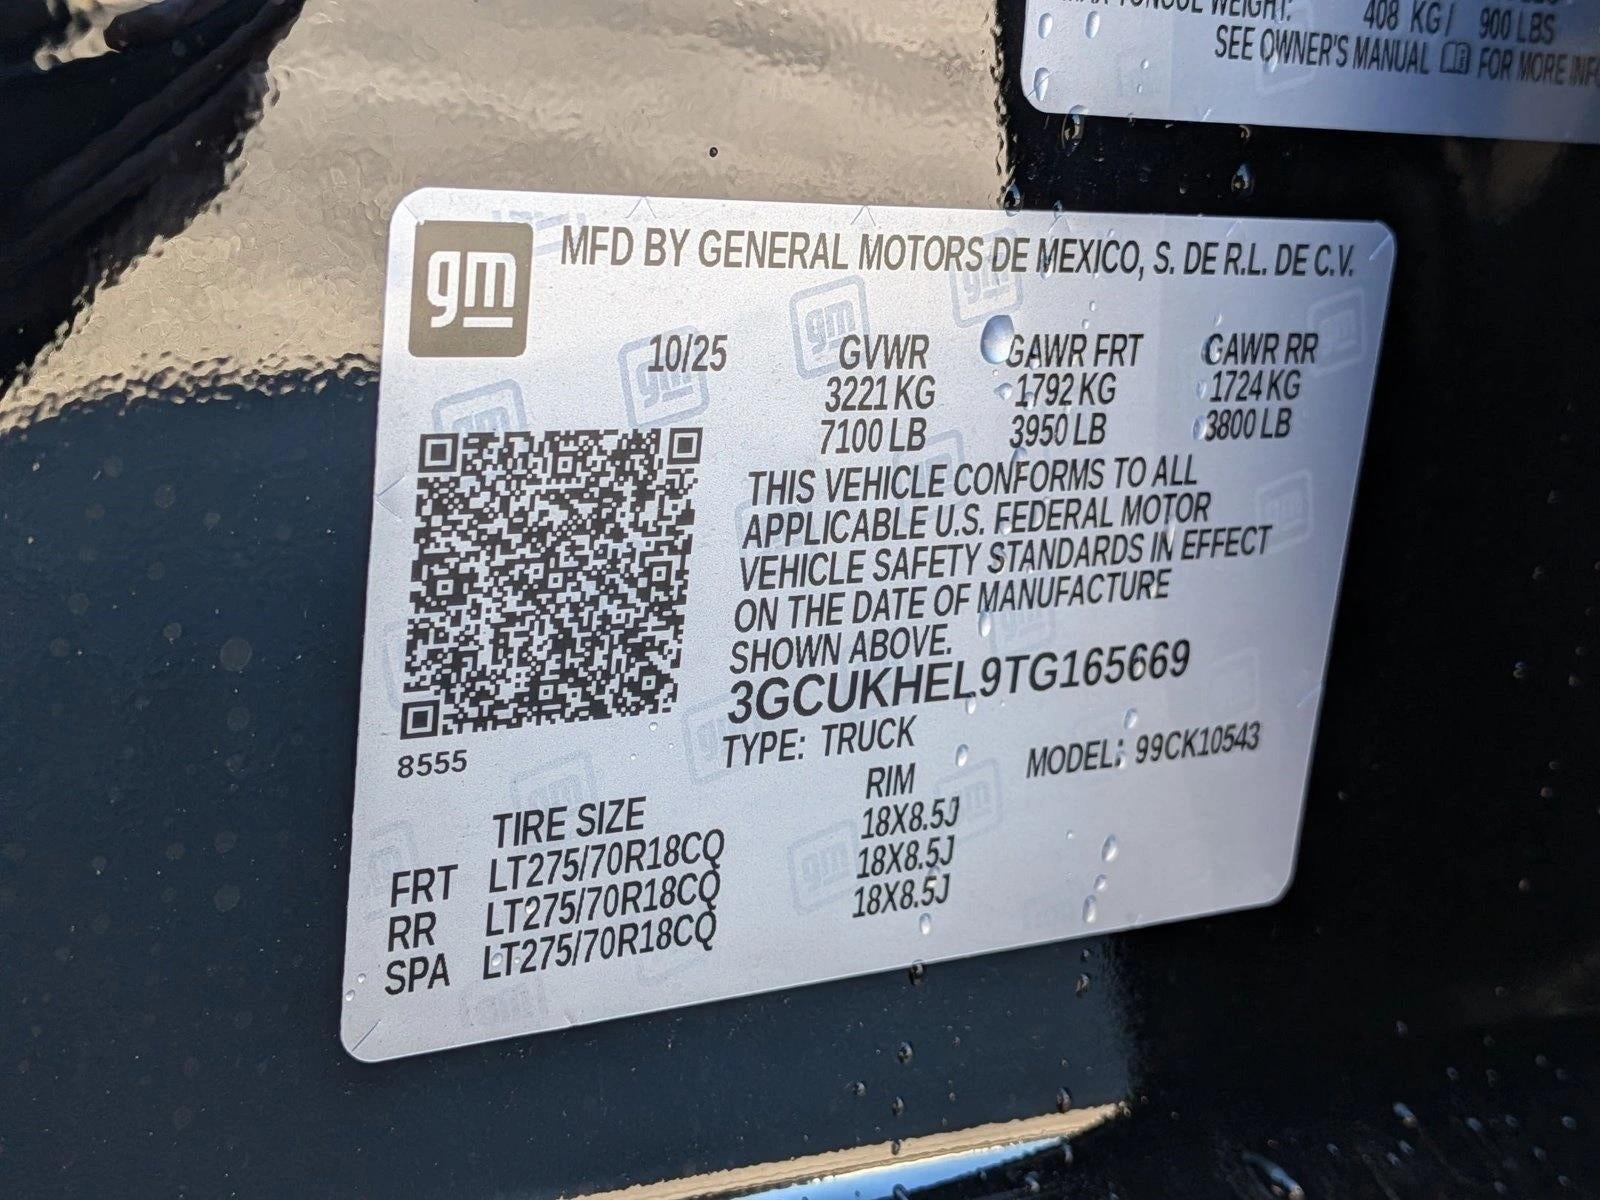 TONGUE WEIGHT: 408 KG / 900 LBS
SEE OWNER'S MANUAL FOR MORE
gm
MFD BY GENERAL MOTORS DE MEXICO, S. DE R.L. DE C.V.
10/25 GVWR GAWR FRT GAWR RR
3221 KG 1792 KG 1724 KG
7100 LB 3950 LB 3800 LB
THIS VEHICLE CONFORMS TO ALL
APPLICABLE U.S. FEDERAL MOTOR
VEHICLE SAFETY STANDARDS IN EFFECT
ON THE DATE OF MANUFACTURE
SHOWN ABOVE.
3GCUKHEL9TG165669
TYPE: TRUCK MODEL: 99CK10543
8555
TIRE SIZE RIM
FRT LT275/70R18CQ 18X8.5J
RR LT275/70R18CQ 18X8.5J
SPA LT275/70R18CQ 18X8.5J